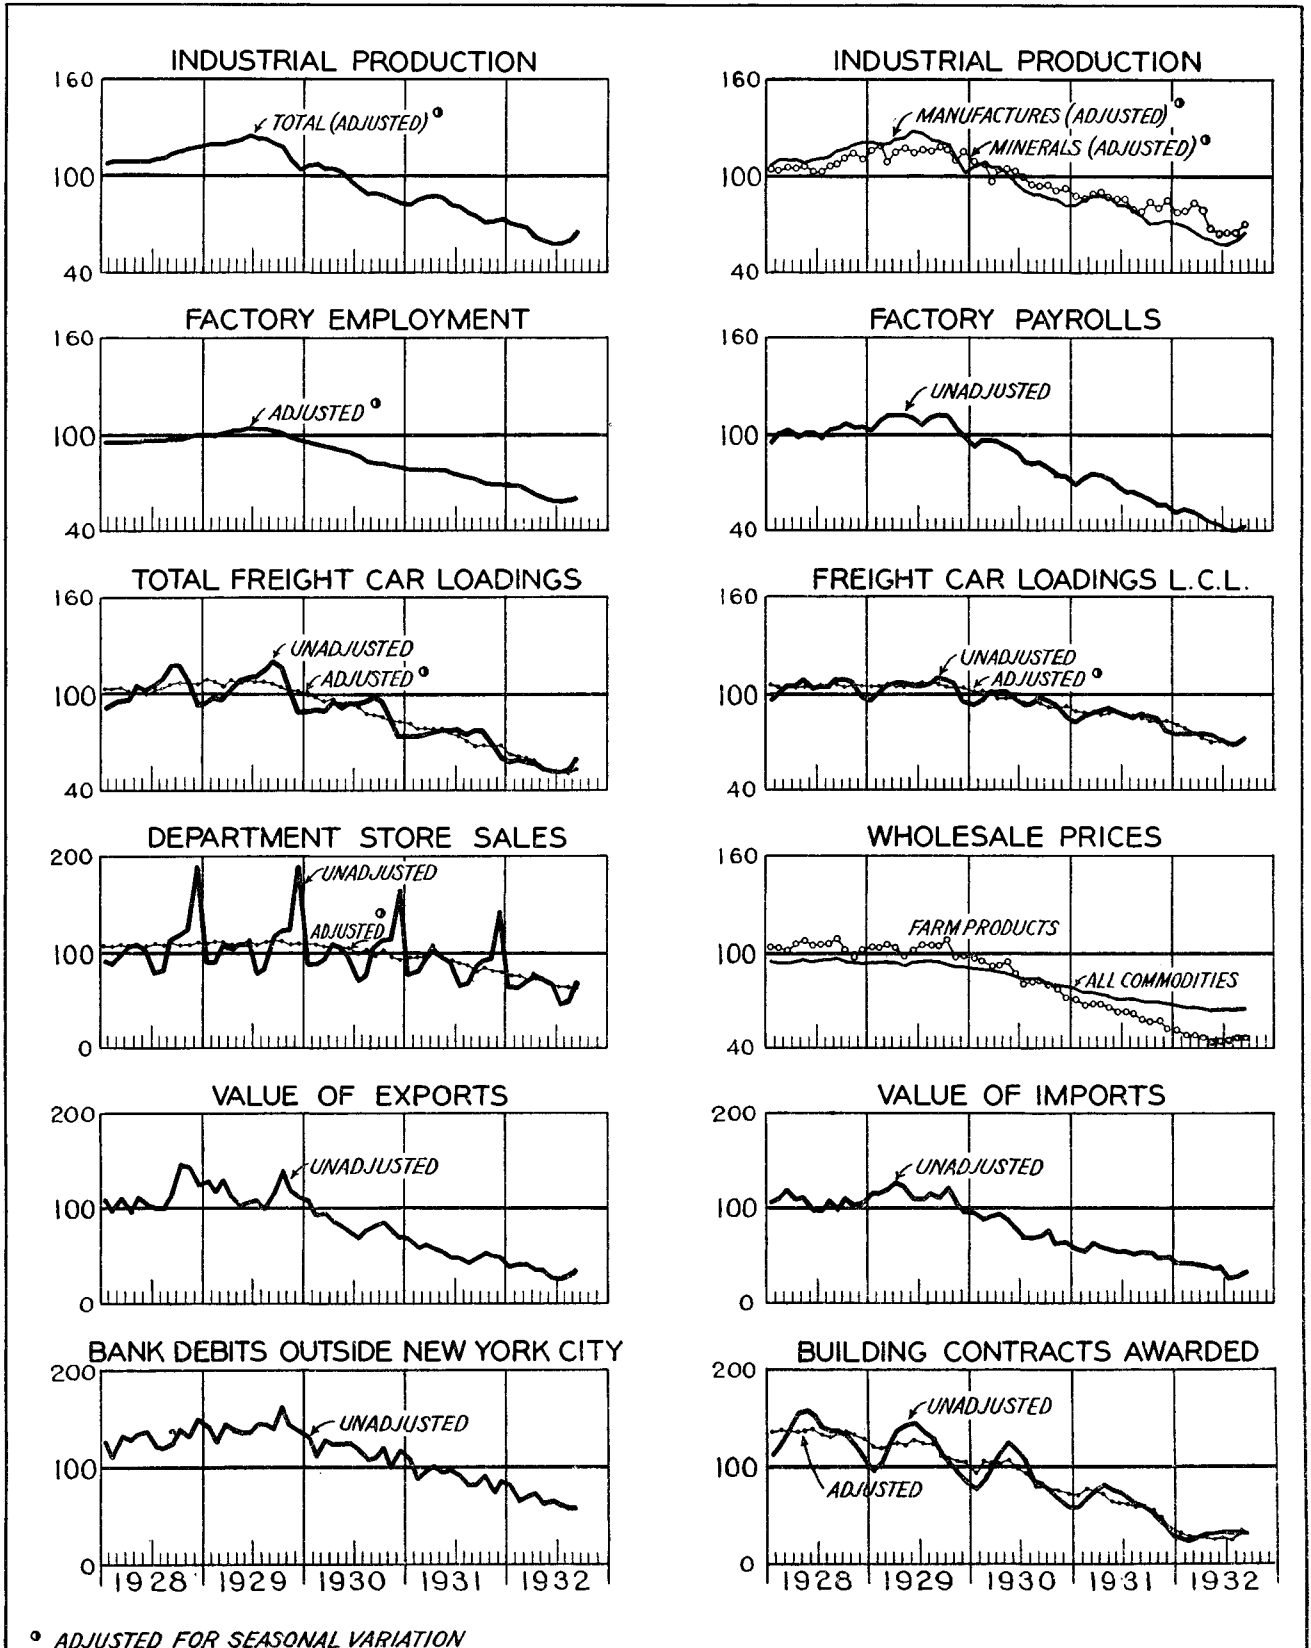 INDUSTRIAL PRODUCTION
160
TOTAL (ADJUSTED)
100
40
INDUSTRIAL PRODUCTION
160
MANUFACTURES (ADJUSTED)
MINERALS (ADJUSTED)
100
40
FACTORY EMPLOYMENT
160
ADJUSTED
100
40
FACTORY PAYROLLS
160
UNADJUSTED
100
40
TOTAL FREIGHT CAR LOADINGS
160
UNADJUSTED
ADJUSTED
100
40
FREIGHT CAR LOADINGS L.C.L.
160
UNADJUSTED
ADJUSTED
100
40
DEPARTMENT STORE SALES
200
UNADJUSTED
ADJUSTED
100
0
WHOLESALE PRICES
160
FARM PRODUCTS
100
ALL COMMODITIES
40
VALUE OF EXPORTS
200
UNADJUSTED
100
0
VALUE OF IMPORTS
200
UNADJUSTED
100
0
BANK DEBITS OUTSIDE NEW YORK CITY
200
UNADJUSTED
100
0
1928 1929 1930 1931 1932
BUILDING CONTRACTS AWARDED
200
UNADJUSTED
100
ADJUSTED
0
1928 1929 1930 1931 1932
ADJUSTED FOR SEASONAL VARIATION